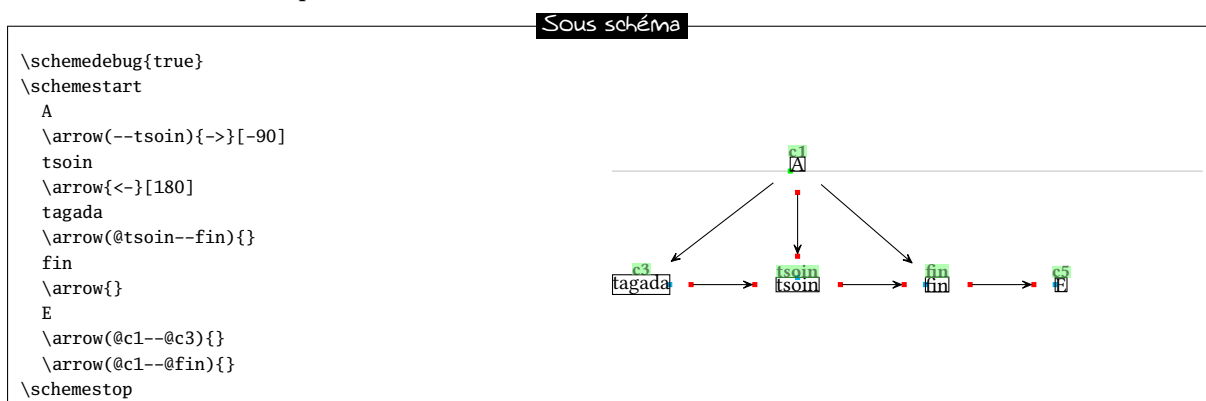 Sous schéma
\schemedebug{true}
\schemestart
A
\arrow(--tsoin){->}[-90]
tsoin
\arrow{<-}[180]
tagada
\arrow(@tsoin--fin){}
fin
\arrow{}
E
\arrow(@c1--@c3){}
\arrow(@c1--@fin){}
\schemestop
c1
A
c3 tsoin fin c5
tagada tsoin fin E